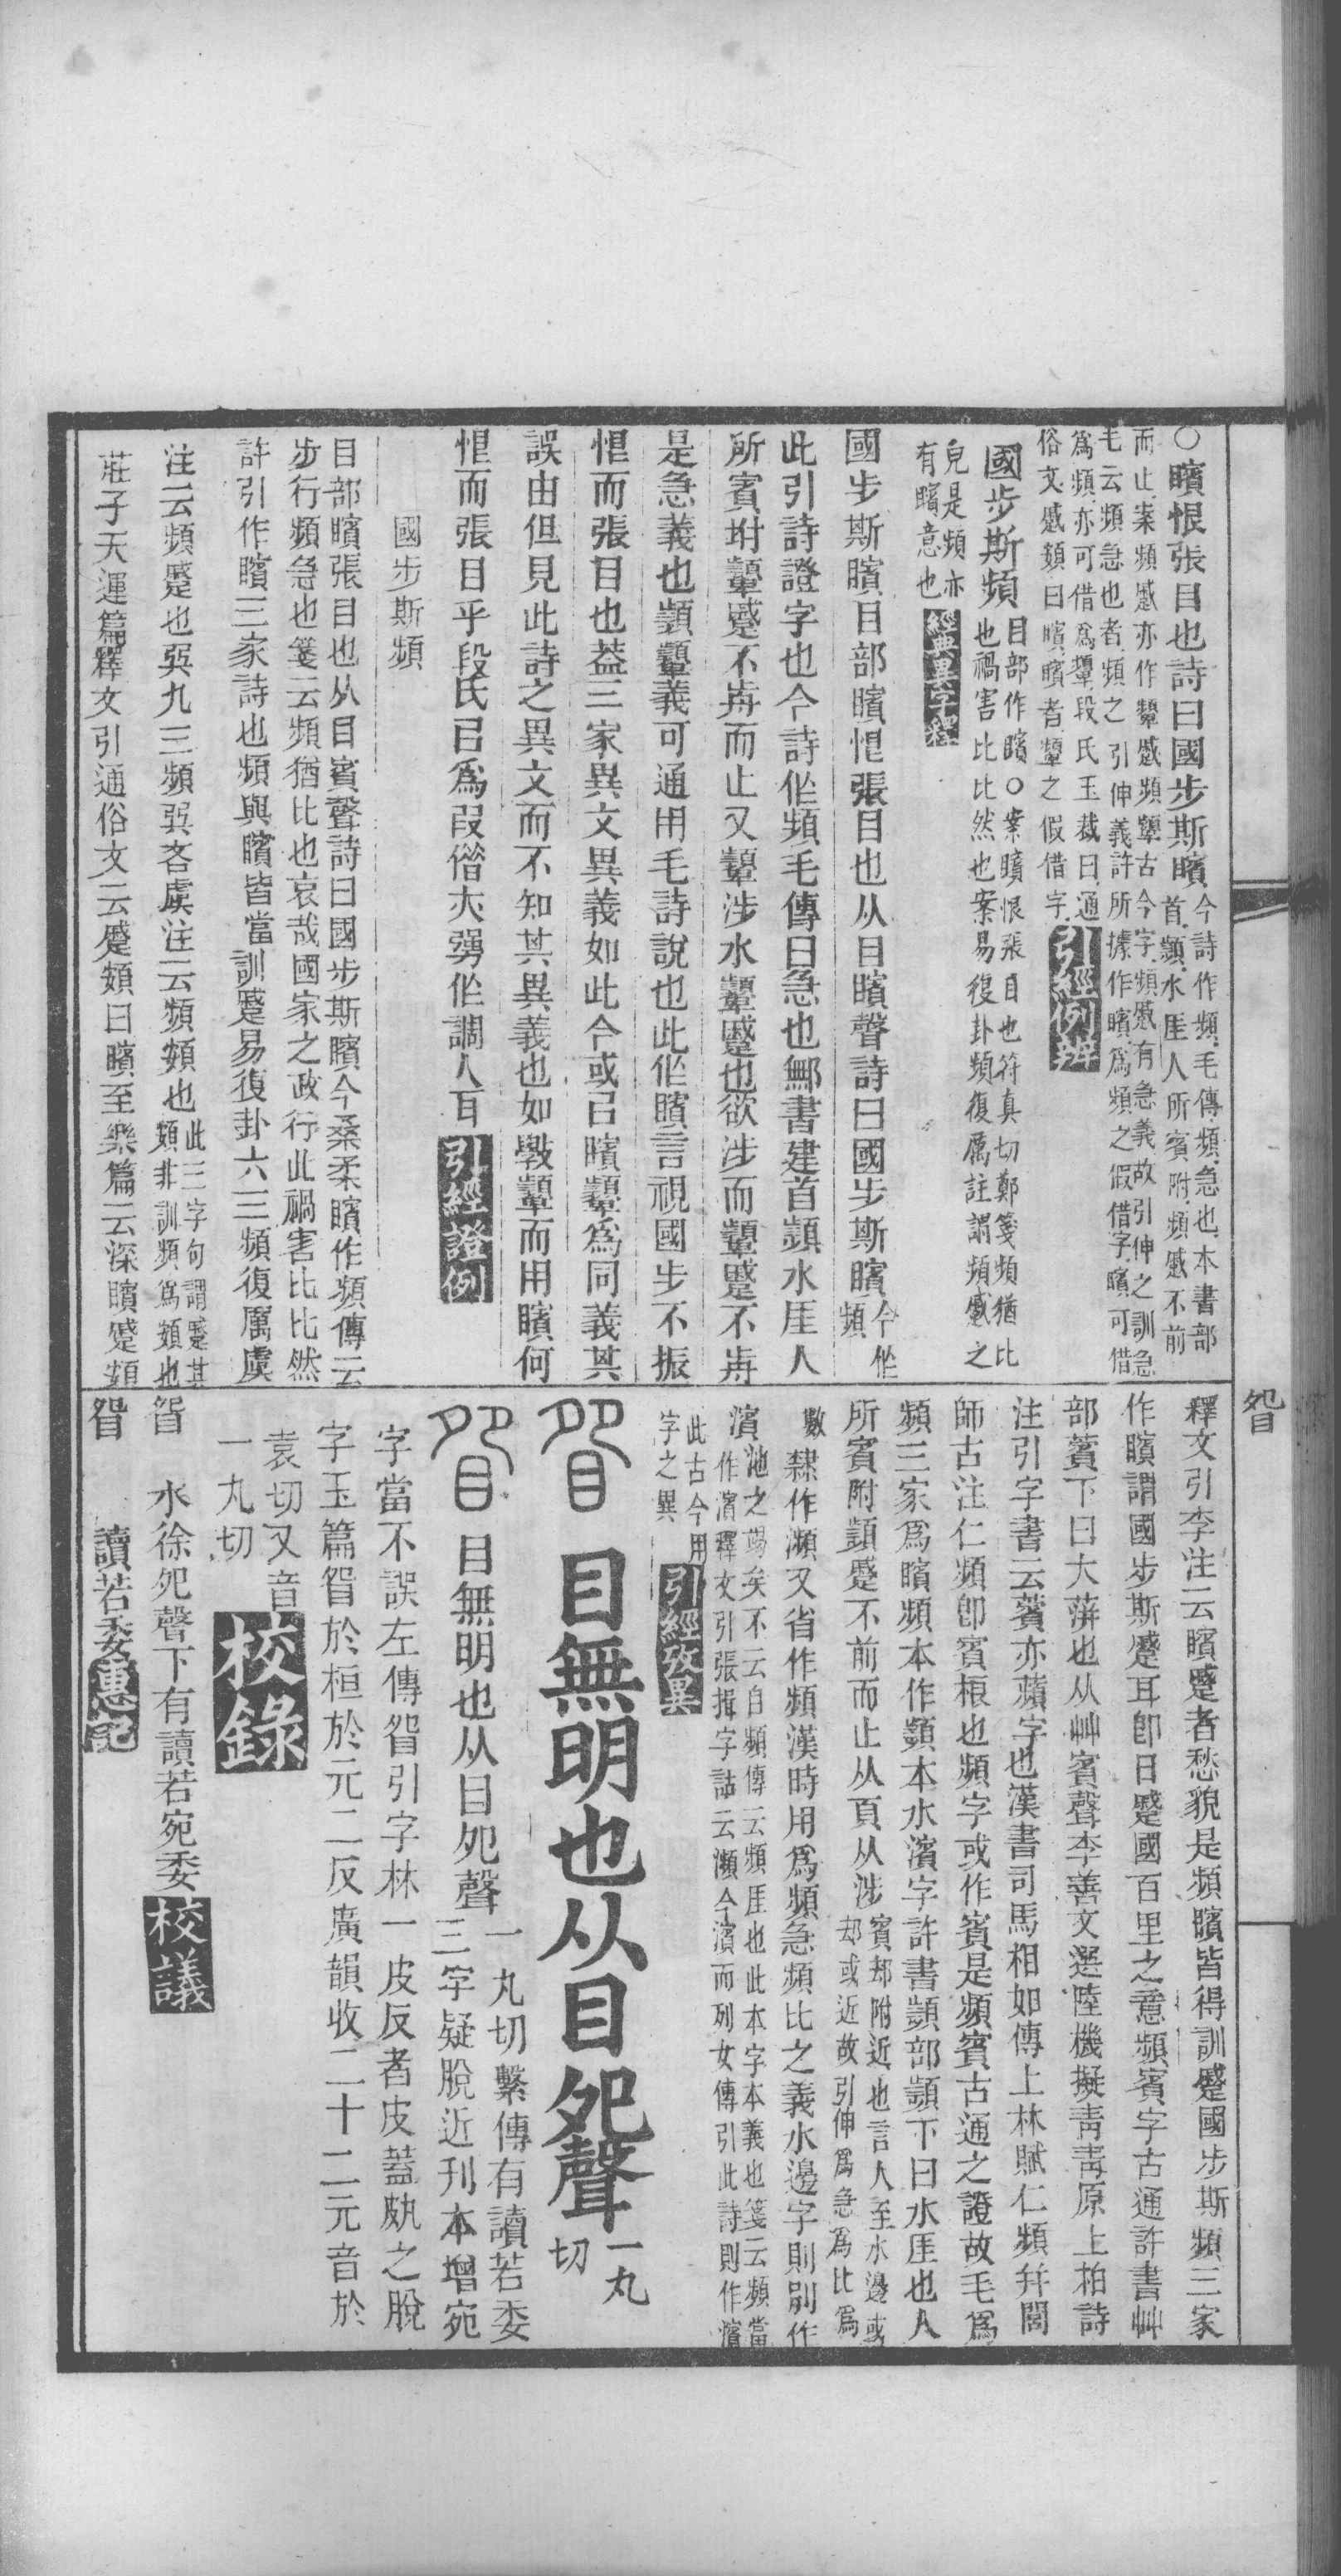 ○矉恨張目也詩曰國步斯矉今詩作頻毛傳頻急也本書部
首顰水厓人所賓附頻蹙不前
而止案頻蹙亦作顰蹙頻顰古今字頻蹙有急義故引伸之訓急
毛云頻急也者頻之引伸義許所據作矉爲頻之假借字矉可借
爲頻亦可借爲顰段氏玉裁曰通
俗文蹙頞曰矉矉者顰之假借字引經例辨
國步斯頻目部作矉○案矉恨張目也符真切鄭箋頻猶比
也禍害比比然也案易復卦頻復厲註謂頻蹙之
皃是頻亦
有矉意也經典異字釋
國步斯矉目部矉恨張目也从目矉聲詩曰國步斯矉今作
頻
此引詩證字也今詩作頻毛傳曰急也鄦書建首瀕水厓人
所賓坿顰蹙不歬而止又顰涉水顰蹙也欲涉而顰蹙不歬
是急義也瀕顰義可通用毛詩說也此作矉言視國步不振
恨而張目也葢三家異文異義如此今或㠯矉顰爲同義其
誤由但見此詩之異文而不知其異義也如斆顰而用矉何
恨而張目乎段氏㠯爲叚借夾彊作調人耳引經證例
國步斯頻
目部矉張目也从目賓聲詩曰國步斯矉今桑柔矉作頻傳云
步行頻急也箋云頻猶比也哀哉國家之政行此禍害比比然
許引作矉三家詩也頻與矉皆當訓蹙易復卦六三頻復厲虞
注云頻蹙也巽九三頻巽吝虞注云頻頞也此三字句謂蹙其
頞非訓頻爲頞也
莊子天運篇釋文引通俗文云蹙頞曰矉至樂篇云深矉蹙頞
釋文引李注云矉蹙者愁貌是頻矉皆得訓蹙國步斯頻三家
作矉謂國步斯蹙耳卽日蹙國百里之意頻賓字古通許書艸
部薲下曰大蓱也从艸賓聲李善文選陸機擬靑靑原上柏詩
注引字書云薲亦蘋字也漢書司馬相如傳上林賦仁頻幷閭
師古注仁頻卽賓桹也頻字或作賓是頻賓古通之證故毛爲
頻三家爲矉頻本作瀕本水濱字許書瀕部瀕下曰水厓也人
所賓附瀕蹙不前而止从頁从涉賓却附近也言人至水邊或
却或近故引伸爲急爲比爲
數隸作瀕又省作頻漢時用爲頻急頻比之義水邊字則別作
濱池之竭矣不云自頻傳云頻厓也此本字本義也箋云頻當
作濱釋文引張揖字詁云瀕今濱而列女傳引此詩則作濱
此古今用
字之異引經攷異
眢目無明也从目夗聲一丸
切
眢目無明也从目夗聲一丸切繫傳有讀若委
三字疑脫近刊本增宛
字當不誤左傳眢引字林一皮反者皮蓋紈之脫
字玉篇眢於桓於元二反廣韻收二十二元音於
袁切又音
一丸切校錄
眢　水徐夗聲下有讀若宛委校議
眢　讀若委惠記
眢